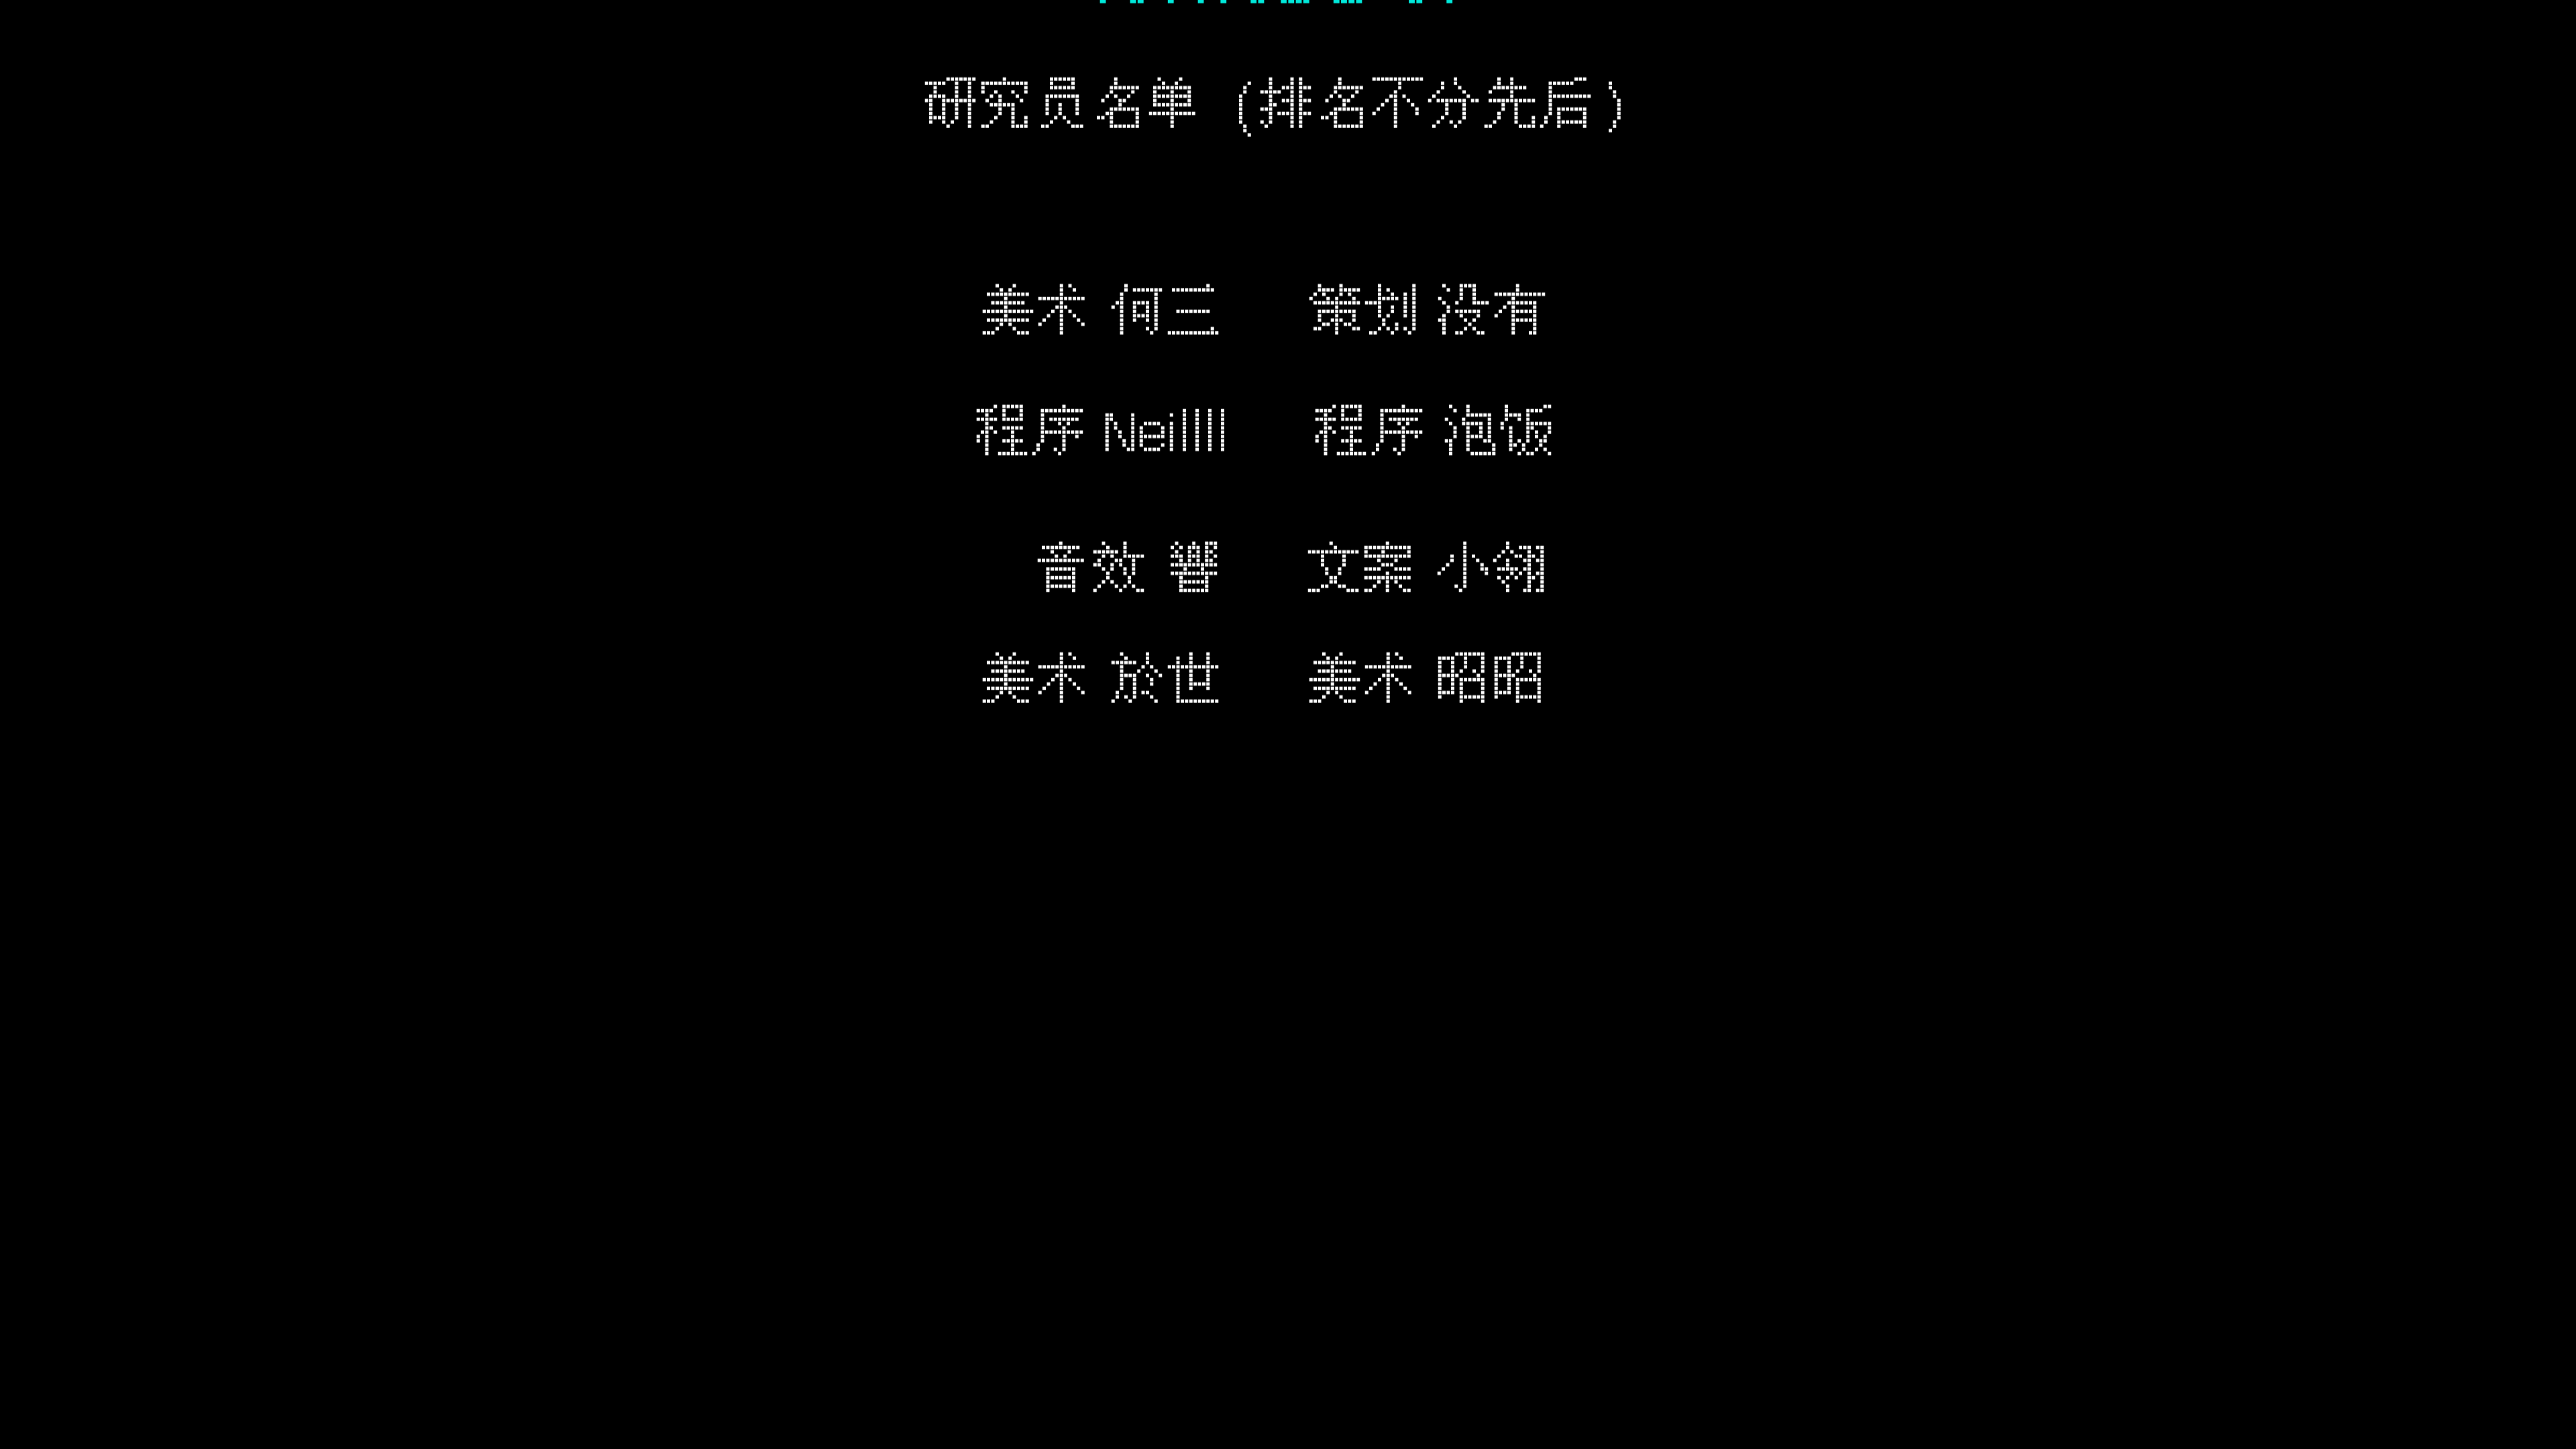 研究员名单 (排名不分先后)
美术 何三 策划 没有
程序 Neillll 程序 泡饭
音效 響 文案 小翎
美术 於世 美术 昭昭